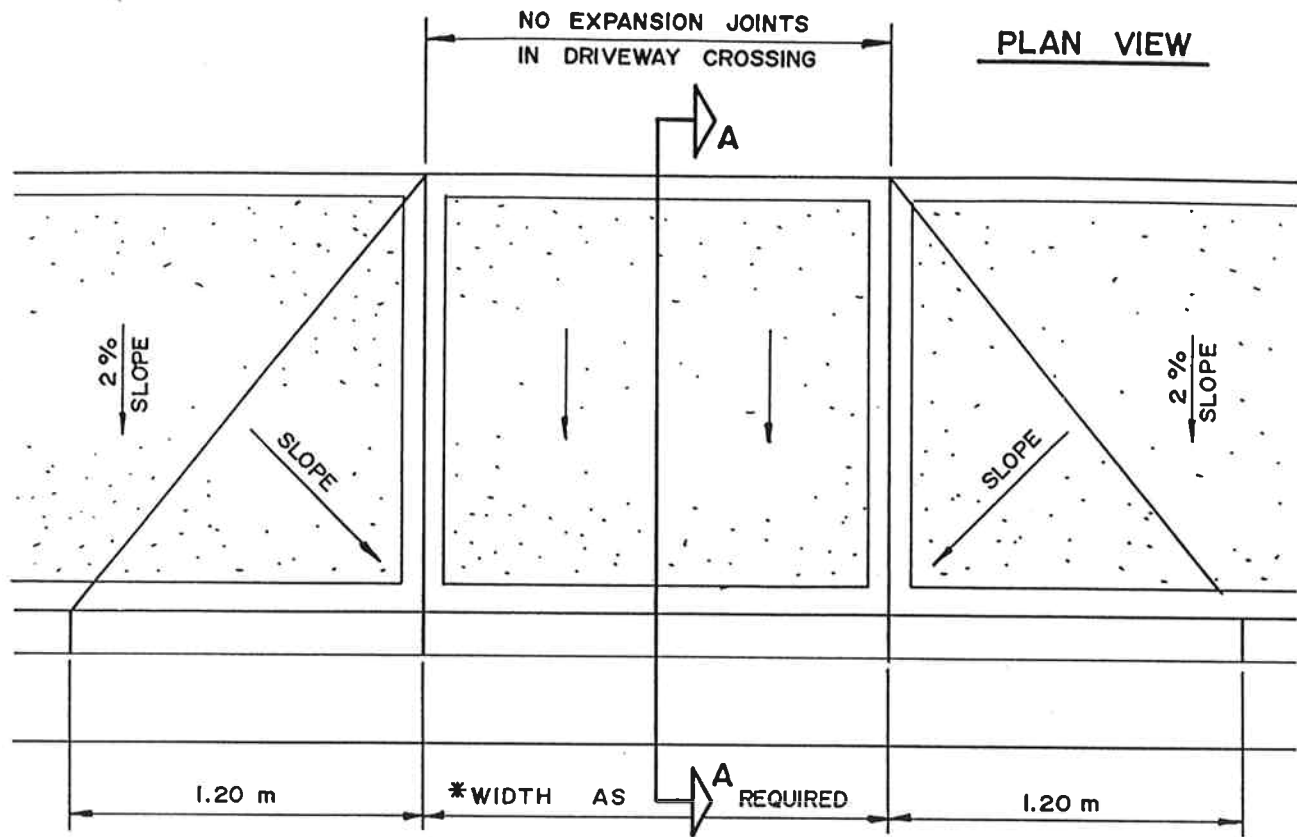 NO EXPANSION JOINTS
IN DRIVEWAY CROSSING
PLAN VIEW
A
2 %
SLOPE
SLOPE
SLOPE
2 %
SLOPE
1.20 m
*WIDTH AS REQUIRED
A
1.20 m